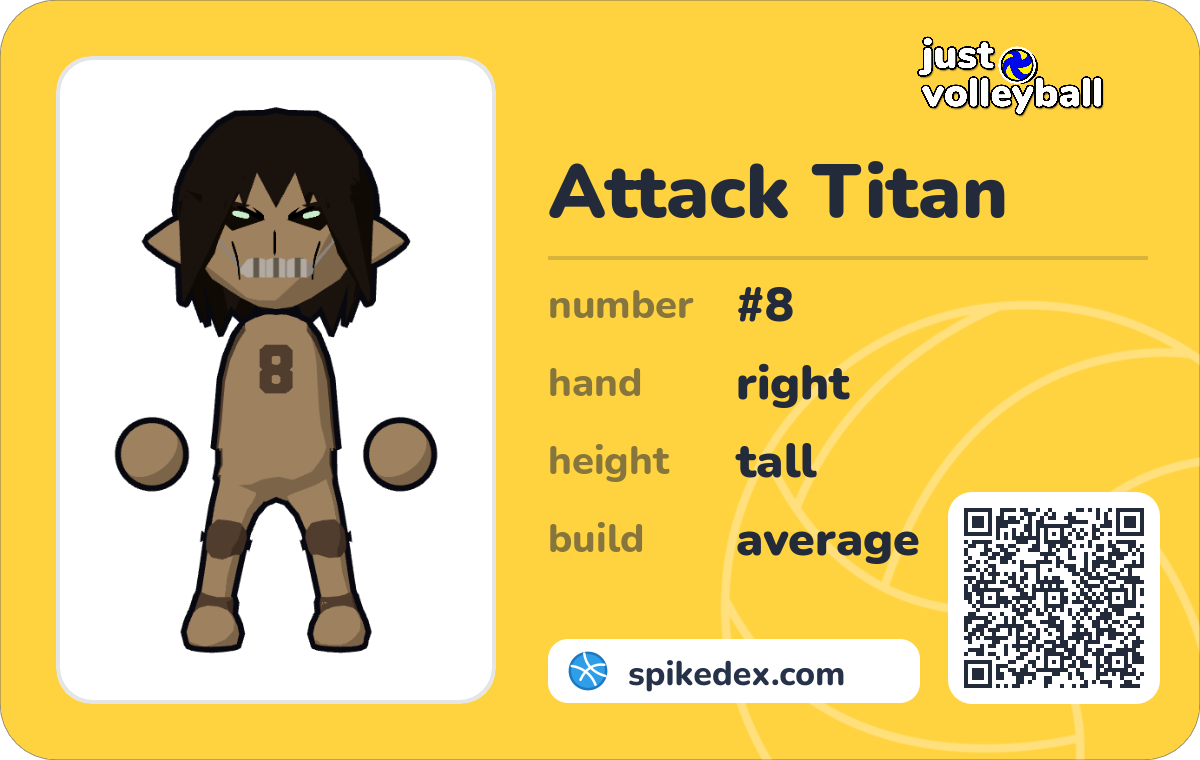 just
volleyball
Attack Titan
number #8
hand right
height tall
build average
8
spikedex.com